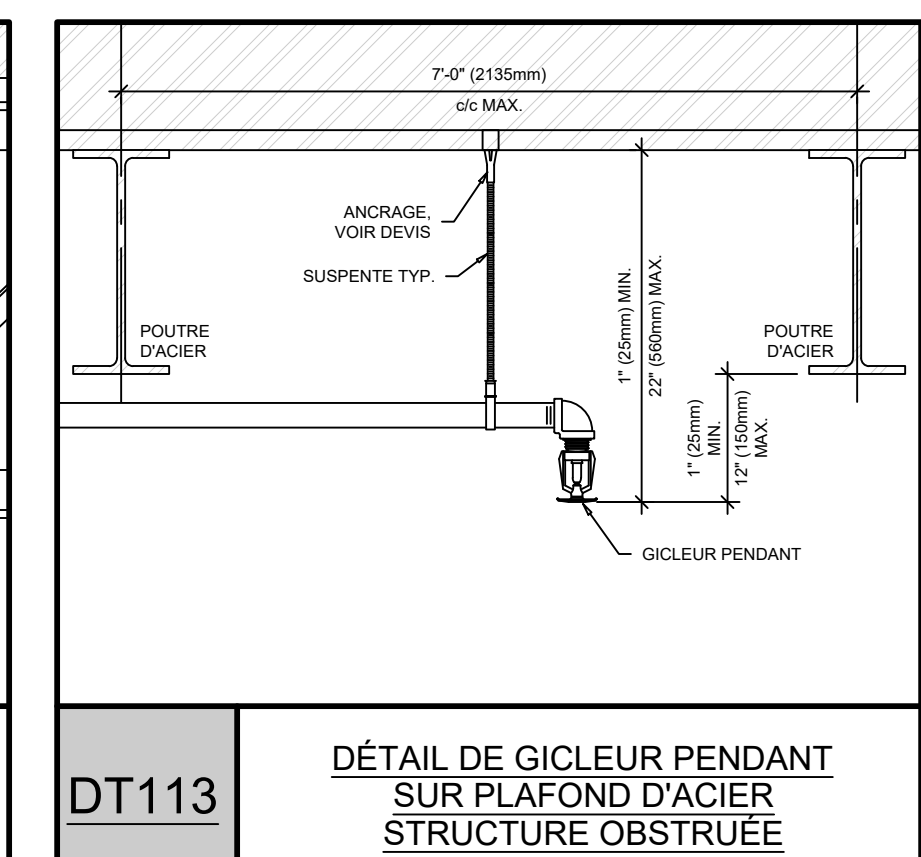 7'-0" (2135mm)
c/c MAX.
ANCRAGE,
VOIR DEVIS
SUSPENTE TYP.
POUTRE
D'ACIER
1" (25mm) MIN.
22" (560mm) MAX.
POUTRE
D'ACIER
1" (25mm)
MIN.
12" (150mm)
MAX.
GICLEUR PENDANT
DT113
DÉTAIL DE GICLEUR PENDANT
SUR PLAFOND D'ACIER
STRUCTURE OBSTRUÉE